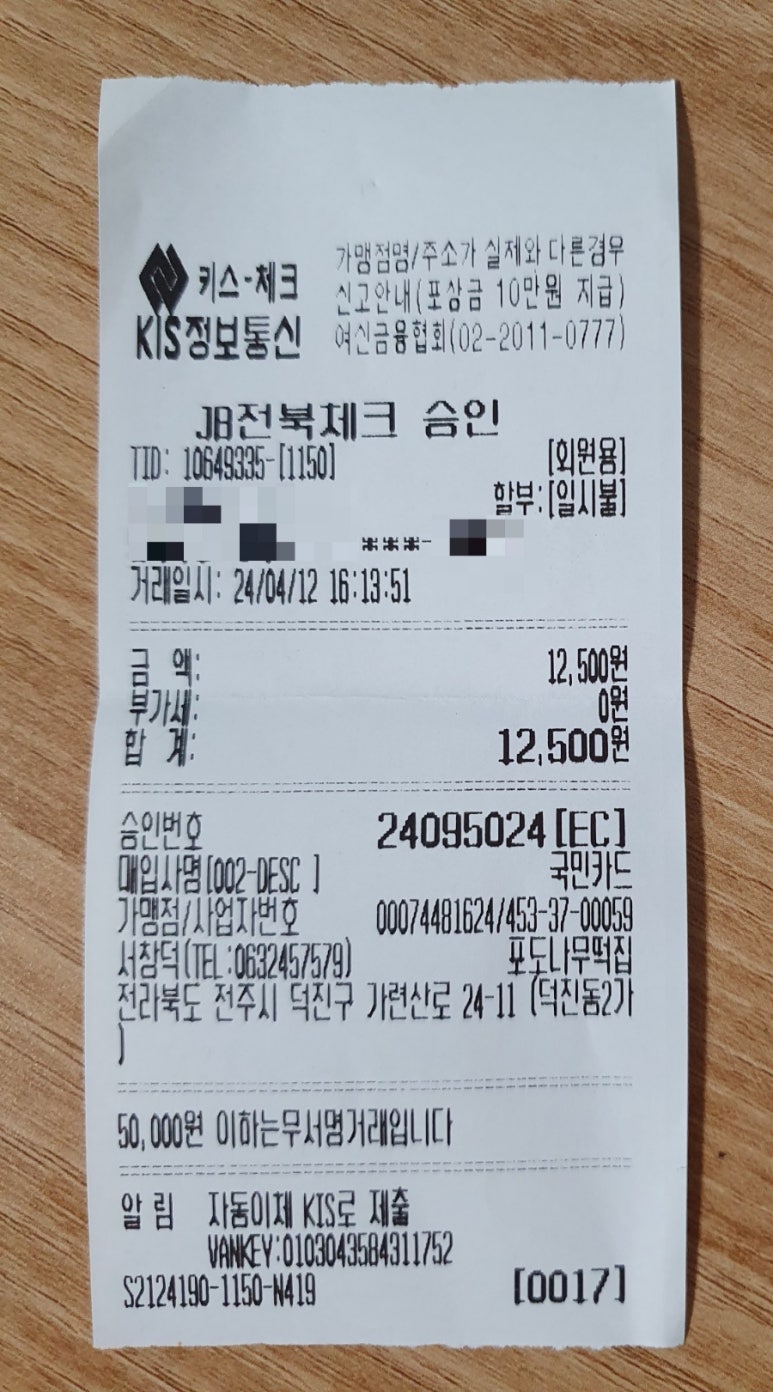 키스-체크
KIS정보통신
가맹점명/주소가 실제와 다른경우
신고안내(포상금 10만원 지급)
여신금융협회(02-2011-0777)
JB전북체크 승인
TID: 10649335-[1150] [회원용]
할부:[일시불]
***-
거래일시: 24/04/12 16:13:51
금 액: 12,500원
부가세: 0원
합 계: 12,500원
승인번호 24095024[EC]
매입사명[002-DESC ] 국민카드
가맹점/사업자번호 00074481624/453-37-00059
서창덕(TEL:0632457579) 포도나무떡집
전라북도 전주시 덕진구 가련산로 24-11 (덕진동2가
)
50,000원 이하는무서명거래입니다
알 림 자동이체 KIS로 제출
VANKEY:0103043584311752
S2124190-1150-N419 [0017]